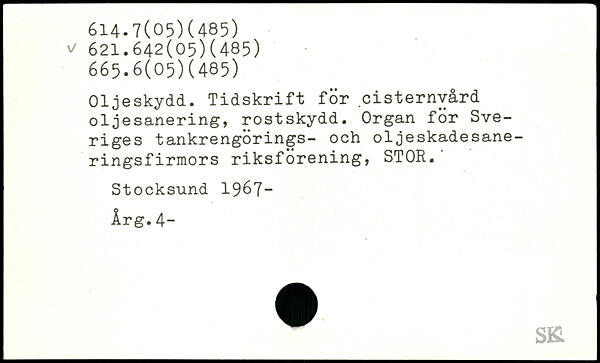 614.7(05)(485)
v 621.642(05)(485)
665.6(05)(485)
Oljeskydd. Tidskrift för cisternvård
oljesanering, rostskydd. Organ för Sve-
riges tankrengörings- och oljeskadesane-
ringsfirmors riksförening, STOR.
Stocksund 1967-
Årg.4-
SK